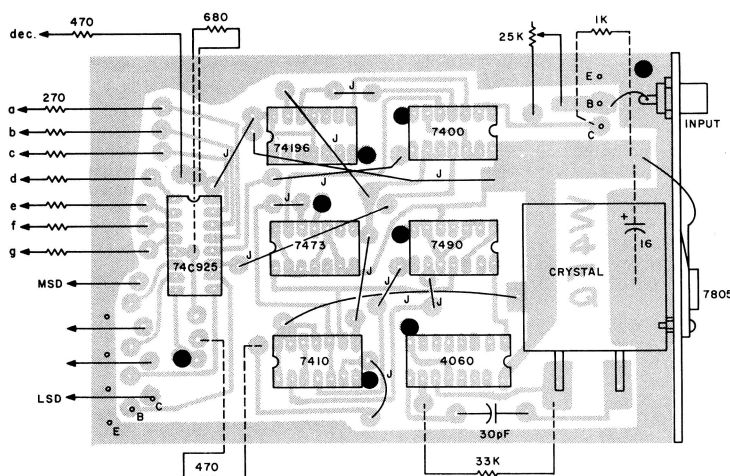 dec.
470
680
25K
1K
E
B
C
INPUT
a
270
b
c
d
e
f
g
MSD
LSD
C
B
E
J
J
J
J
J
J
J
J
J
J
J
J
74196
7400
74C925
7473
7490
7410
4060
CRYSTAL
+
16
7805
30pF
470
33K